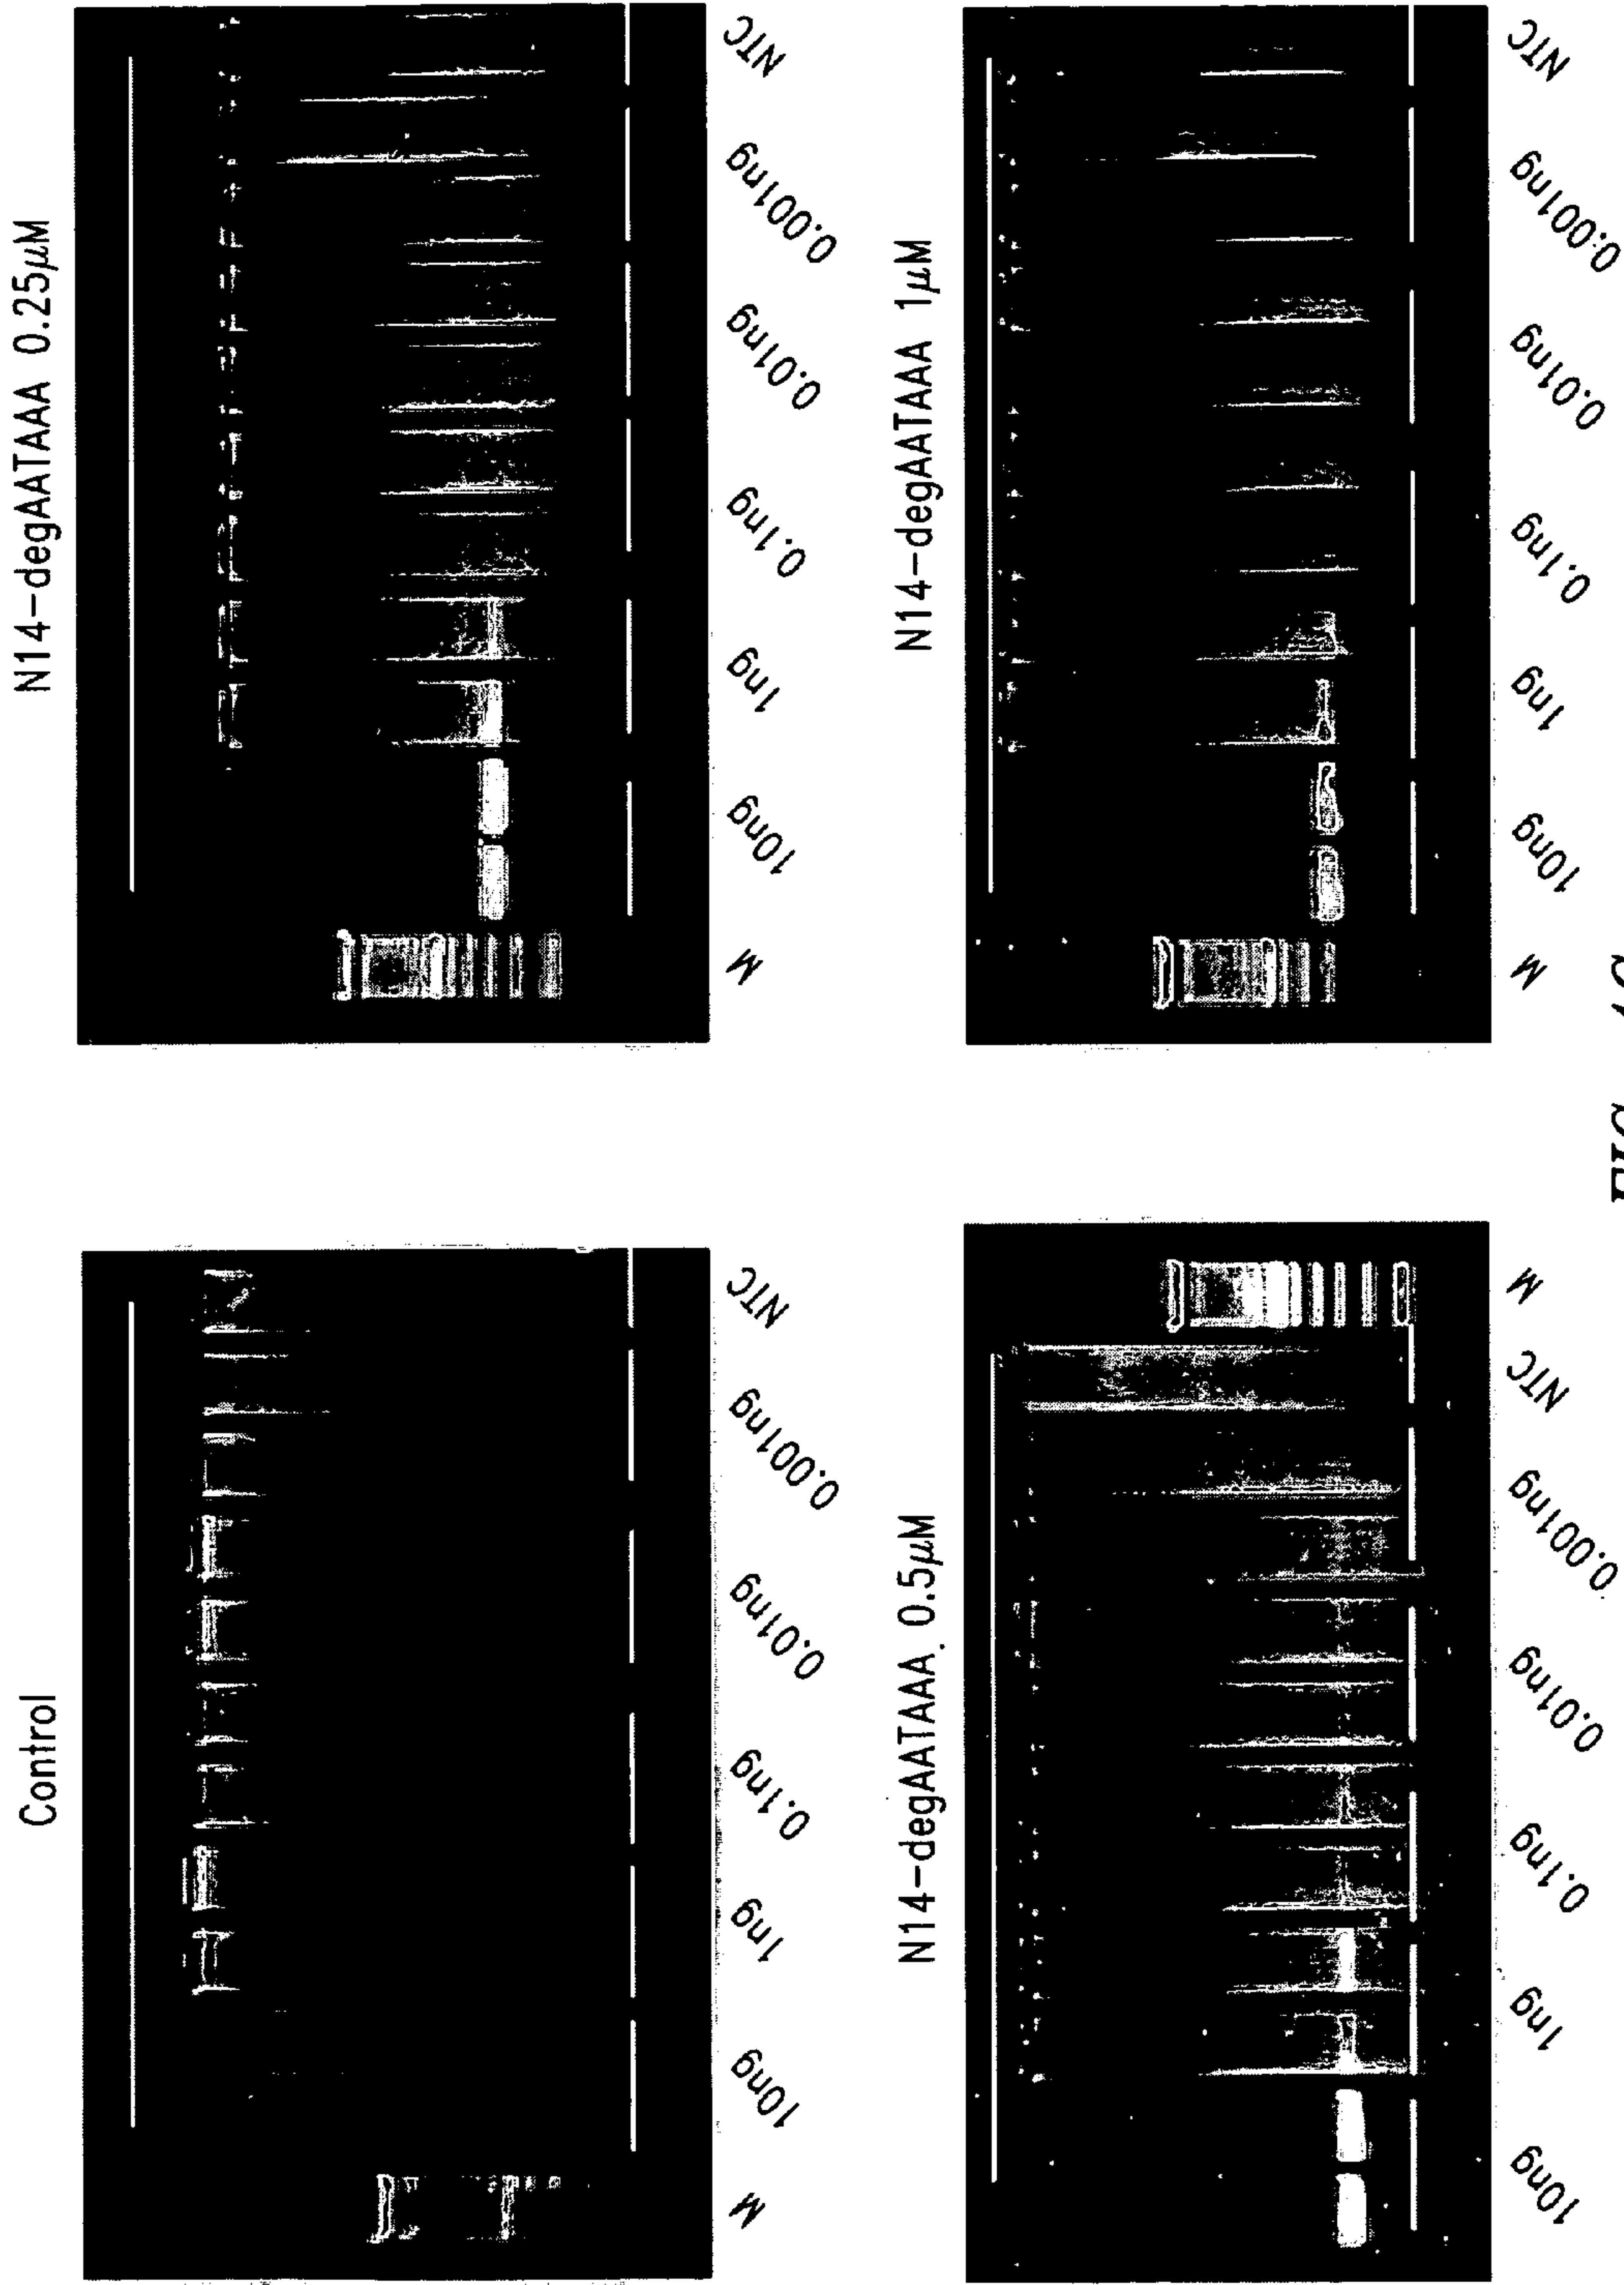 Control
M 10ng 1ng 0.1ng 0.01ng 0.001ng NTC
N14-degAATAAA 0.25μM
M 10ng 1ng 0.1ng 0.01ng 0.001ng NTC
N14-degAATAAA 0.5μM
10ng 1ng 0.1ng 0.01ng 0.001ng NTC M
N14-degAATAAA 1μM
M 10ng 1ng 0.1ng 0.01ng 0.001ng NTC